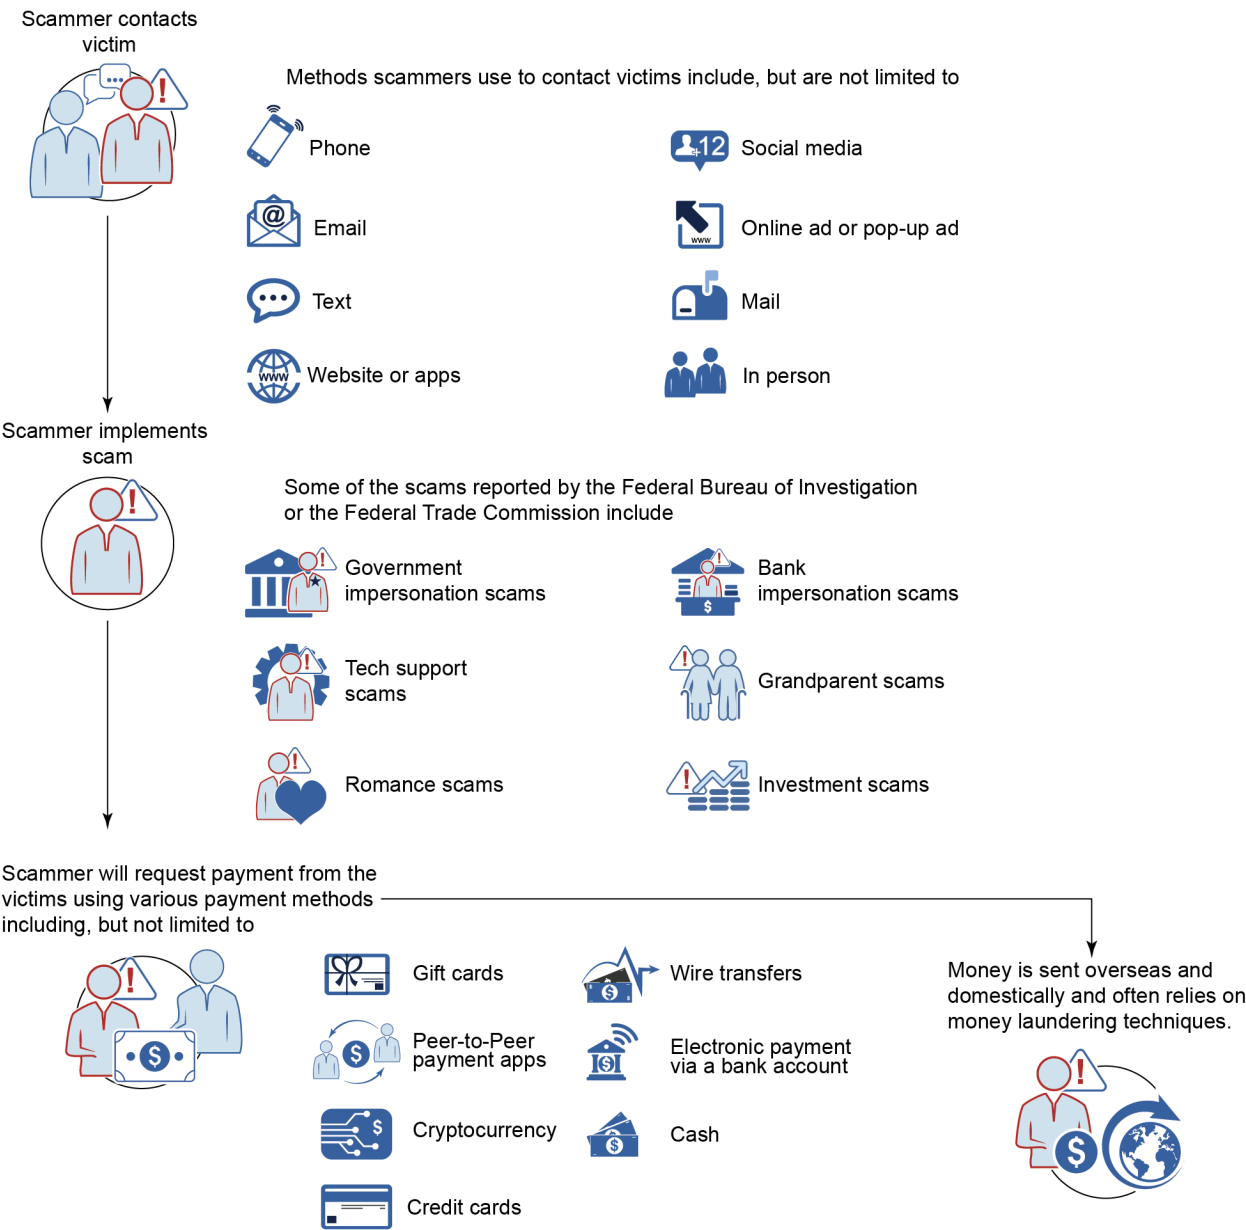 Scammer contacts
victim
Methods scammers use to contact victims include, but are not limited to
Phone
Social media
+12
Email
@
Online ad or pop-up ad
www
Text
Mail
Website or apps
www
In person
Scammer implements
scam
Some of the scams reported by the Federal Bureau of Investigation
or the Federal Trade Commission include
Government
impersonation scams
Bank
impersonation scams
$
Tech support
scams
Grandparent scams
Romance scams
Investment scams
Scammer will request payment from the
victims using various payment methods
including, but not limited to
$
Gift cards
Wire transfers
$
Peer-to-Peer
payment apps
$
Electronic payment
via a bank account
$
Cryptocurrency
$
Cash
$
Credit cards
Money is sent overseas and
domestically and often relies on
money laundering techniques.
$